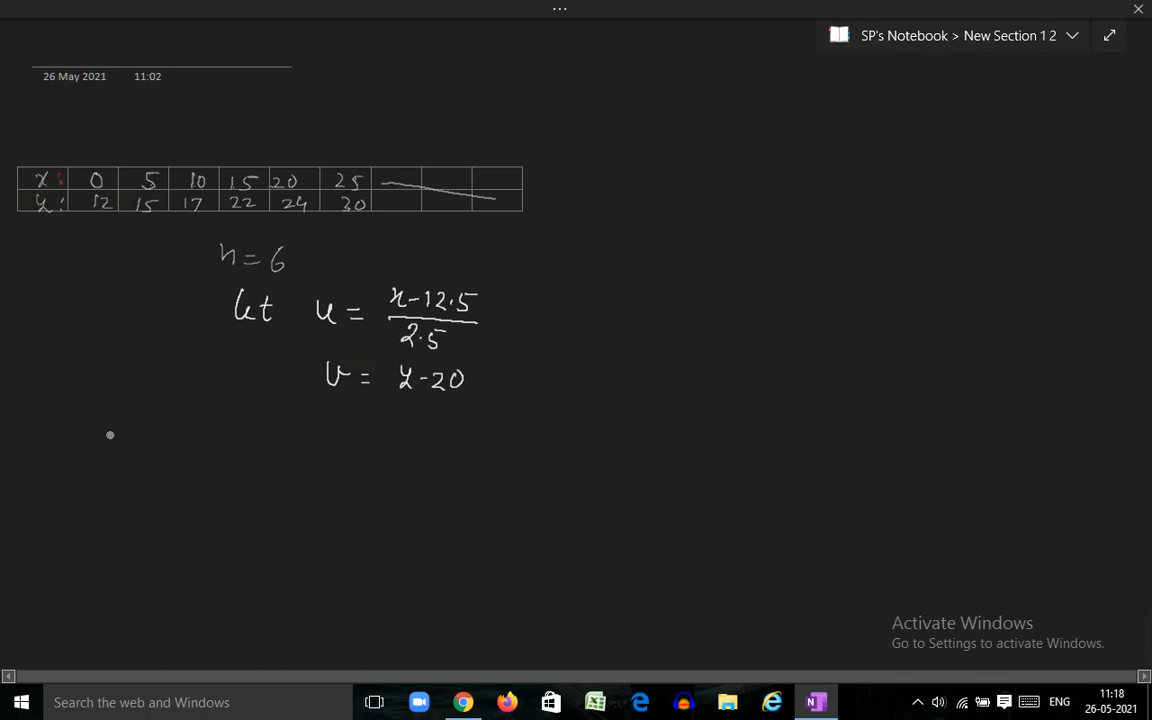 SP's Notebook > New Section 1 2
26 May 2021 11:02
x: 0 5 10 15 20 25
y: 12 15 17 22 24 30
n = 6
let u = x-12.5
2.5
v = y-20
Activate Windows
Go to Settings to activate Windows.
Search the web and Windows
ENG
11:18
26-05-2021